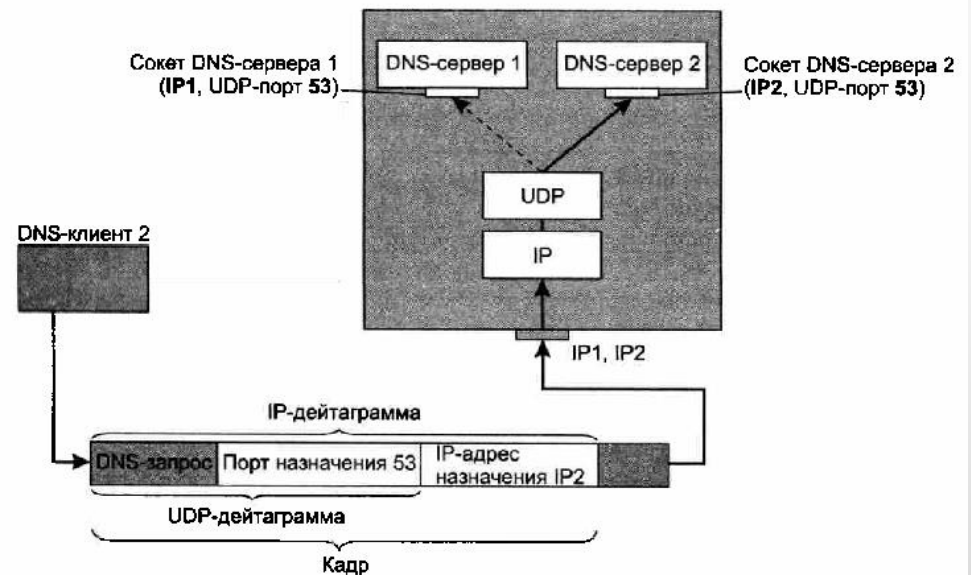 Сокет DNS-сервера 1
(IP1, UDP-порт 53)
DNS-сервер 1
DNS-сервер 2
Сокет DNS-сервера 2
(IP2, UDP-порт 53)
UDP
IP
DNS-клиент 2
IP1, IP2
IP-дейтаграмма
DNS-запрос
Порт назначения 53
IP-адрес
назначения IP2
UDP-дейтаграмма
Кадр